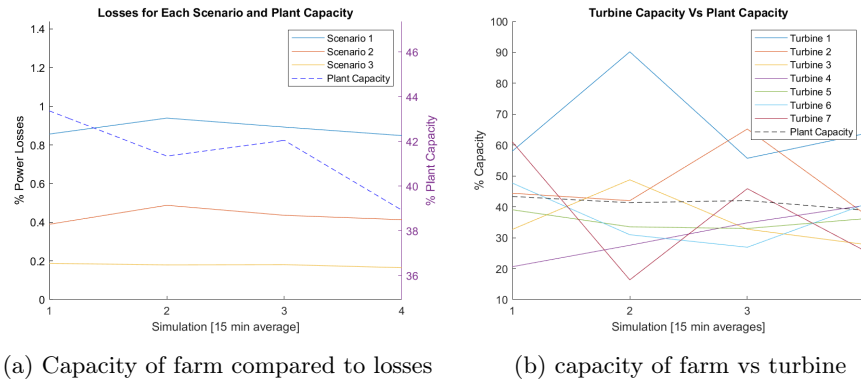 Losses for Each Scenario and Plant Capacity
1.4
1.2
1
0.8
0.6
0.4
0.2
0
% Power Losses
Scenario 1
Scenario 2
Scenario 3
Plant Capacity
46
44
42
40
38
36
% Plant Capacity
1 2 3 4
Simulation [15 min average]
(a) Capacity of farm compared to losses
Turbine Capacity Vs Plant Capacity
100
90
80
70
60
50
40
30
20
10
% Capacity
Turbine 1
Turbine 2
Turbine 3
Turbine 4
Turbine 5
Turbine 6
Turbine 7
Plant Capacity
1 2 3
Simulation [15 min averages]
(b) capacity of farm vs turbine